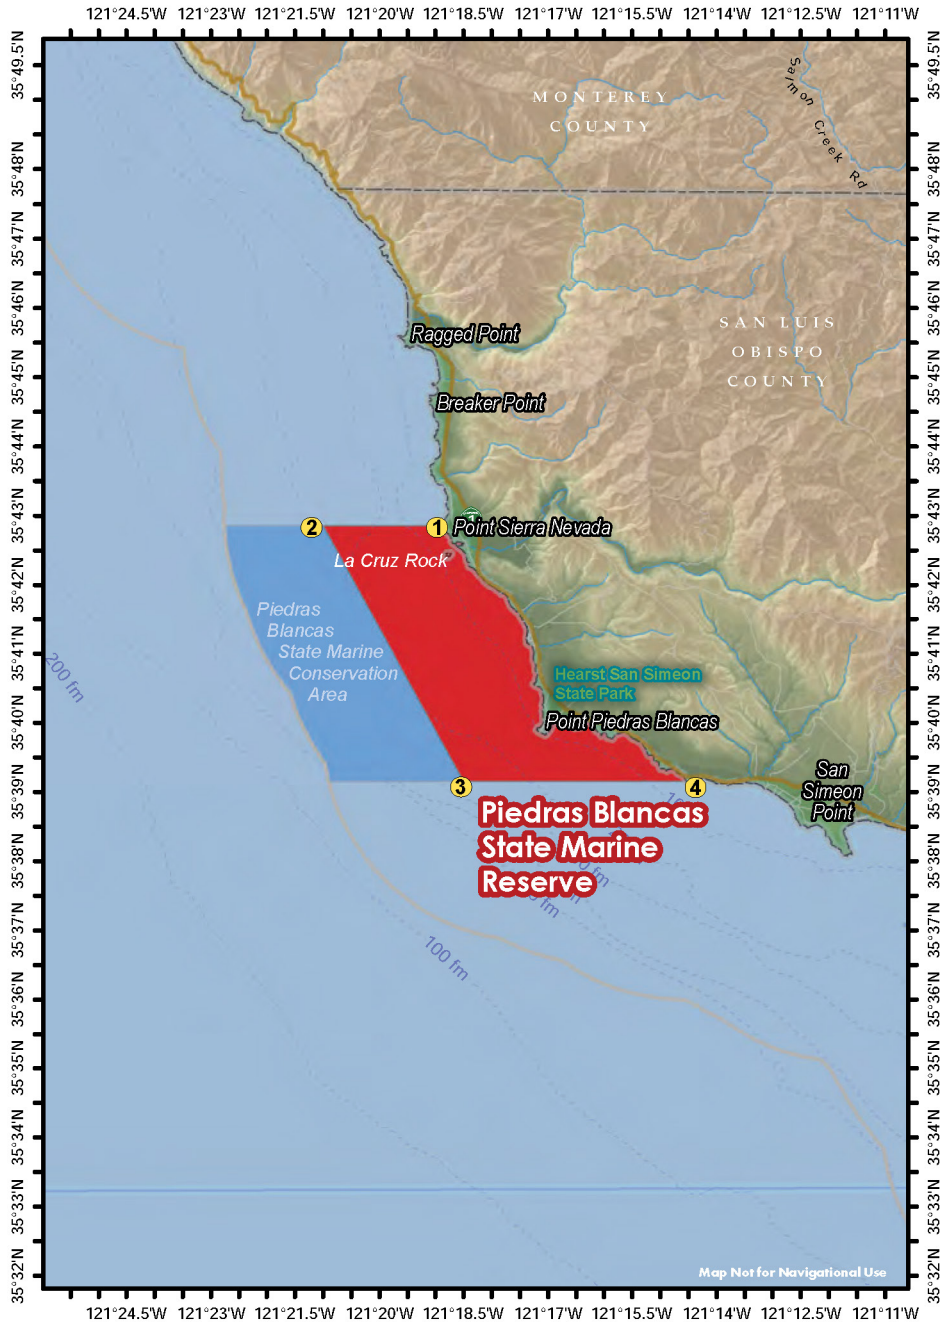 121°24.5'W 121°23'W 121°21.5'W 121°20'W 121°18.5'W 121°17'W 121°15.5'W 121°14'W 121°12.5'W 121°11'W
35°49.5'N 35°49.5'N
MONTEREY
COUNTY
Salmon Creek Rd
35°48'N 35°48'N
35°47'N 35°47'N
35°46'N 35°46'N
Ragged Point
SAN LUIS
OBISPO
COUNTY
35°45'N 35°45'N
Breaker Point
35°44'N 35°44'N
35°43'N 35°43'N
2
1
Point Sierra Nevada
La Cruz Rock
35°42'N 35°42'N
Piedras
Blancas
State Marine
Conservation
Area
35°41'N 35°41'N
200 fm
Hearst San Simeon
State Park
35°40'N 35°40'N
Point Piedras Blancas
San
Simeon
Point
35°39'N 35°39'N
3
4
Piedras Blancas
State Marine
Reserve
35°38'N 35°38'N
35°37'N 35°37'N
100 fm
35°36'N 35°36'N
35°35'N 35°35'N
35°34'N 35°34'N
35°33'N 35°33'N
35°32'N 35°32'N
Map Not for Navigational Use
121°24.5'W 121°23'W 121°21.5'W 121°20'W 121°18.5'W 121°17'W 121°15.5'W 121°14'W 121°12.5'W 121°11'W